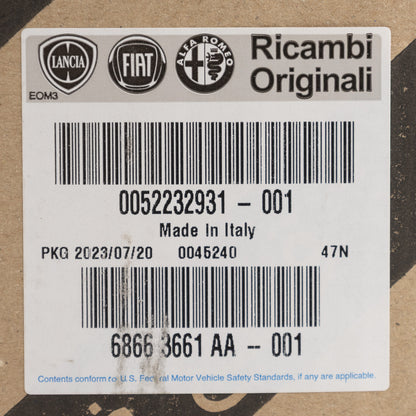 LANCIA FIAT ALFA ROMEO Ricambi
Originali
EOM3
0052232931 - 001
Made in Italy
PKG 2023/07/20 0045240 47N
6866 3661 AA -- 001
Contents conform to U.S. Federal Motor Vehicle Safety Standards, if any are applicable.